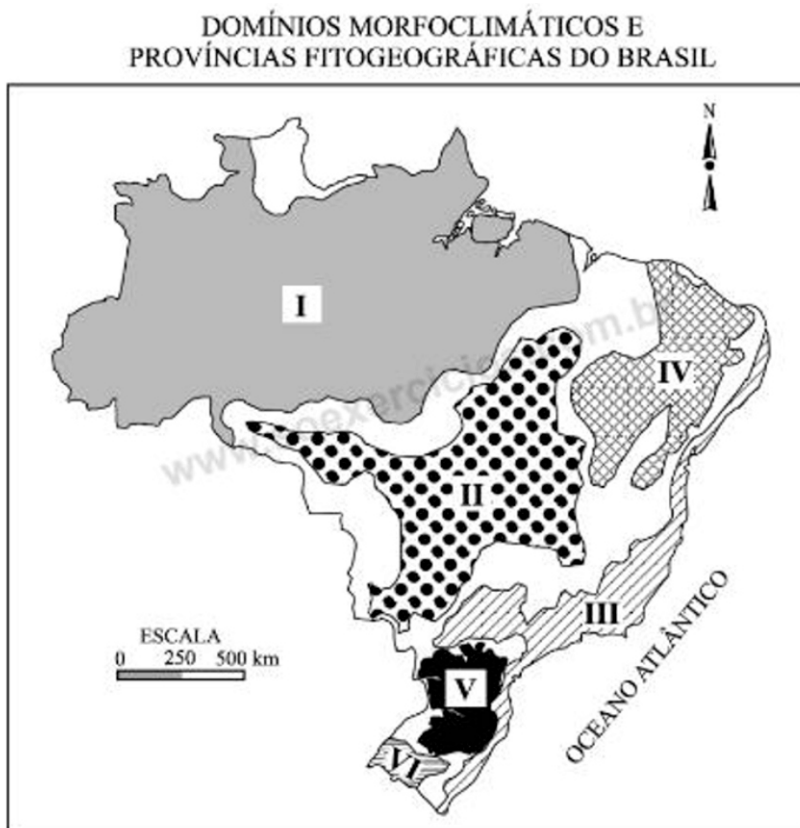 DOMÍNIOS MORFOCLIMÁTICOS E
PROVÍNCIAS FITOGEOGRÁFICAS DO BRASIL
N
I
IV
II
III
OCEANO ATLÂNTICO
ESCALA
0 250 500 km
V
VI